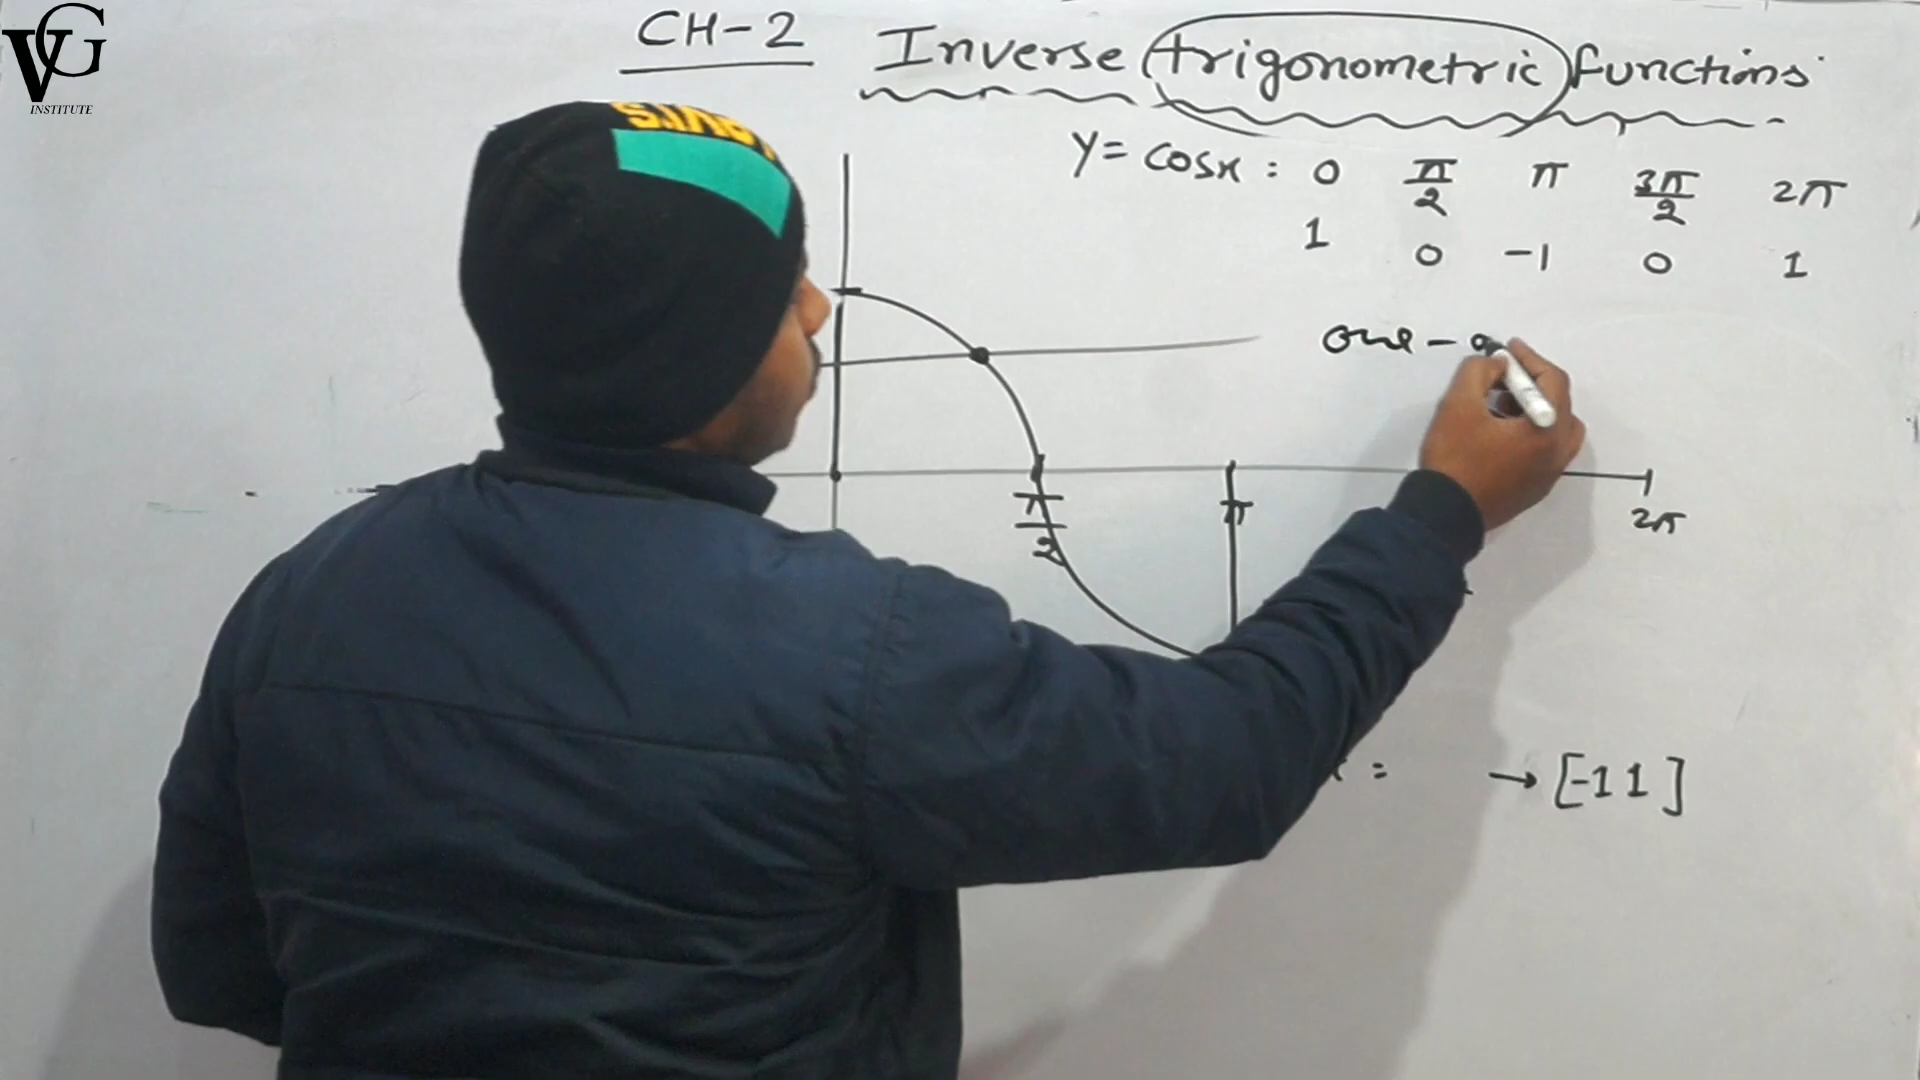 VG
INSTITUTE
CH-2 Inverse trigonometric functions
y = cosx : 0 π/2 π 3π/2 2π
1 0 -1 0 1
one -
π/2 π 2π
= → [-1 1]